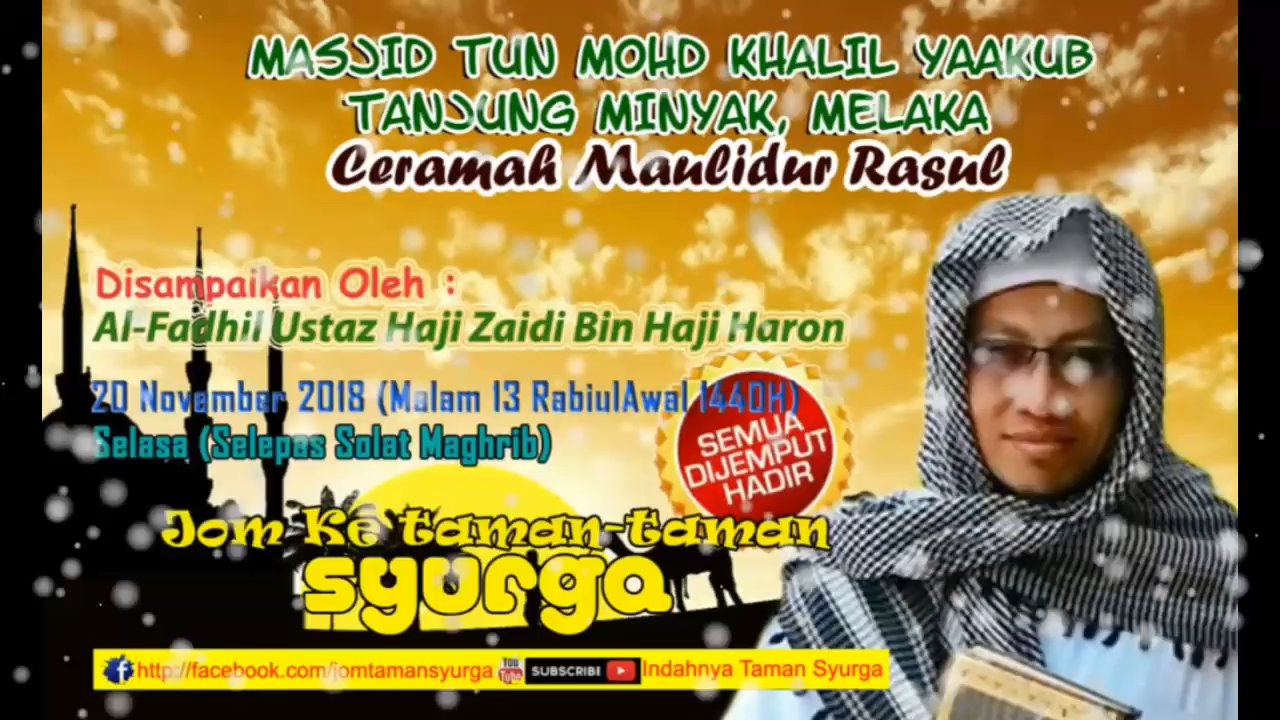 MASJID TUN MOHD KHALIL YAAKUB
TANJUNG MINYAK, MELAKA
Ceramah Maulidur Rasul
Disampaikan Oleh :
Al-Fadhil Ustaz Haji Zaidi Bin Haji Haron
20 November 2018 (Malam 13 RabiulAwal 1440H)
Selasa (Selepas Solat Maghrib)
SEMUA
DIJEMPUT
HADIR
Jom Ke taman-taman
syurga
f http://facebook.com/jomtamansyurga You Tube SUBSCRIBE Indahnya Taman Syurga